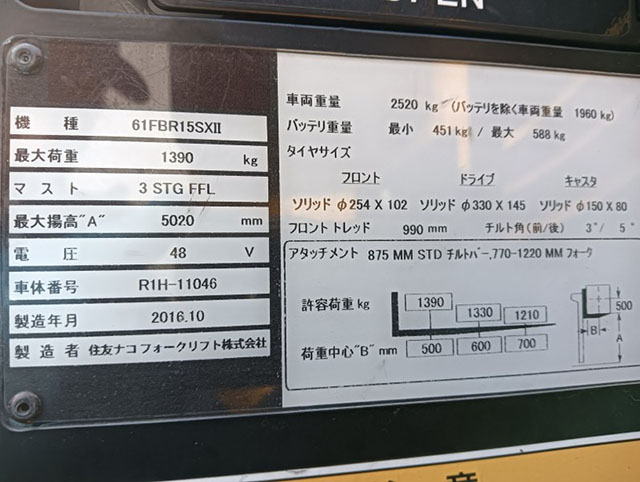 OPEN
機 種 61FBR15SXII
最大荷重 1390 kg
マ ス ト 3 STG FFL
最大揚高"A" 5020 mm
電 圧 48 V
車体番号 R1H-11046
製造年月 2016.10
製 造 者 住友ナコフォークリフト株式会社
車両重量 2520 kg (バッテリを除く車両重量 1960 kg)
バッテリ重量 最小 451 kg / 最大 588 kg
タイヤサイズ
フロント ドライブ キャスタ
ソリッド φ254 X 102 ソリッド φ330 X 145 ソリッド φ150 X 80
フロント トレッド 990 mm チルト角(前/後) 3°/ 5°
アタッチメント 875 MM STD チルトバー,770-1220 MM フォーク
許容荷重 kg 1390 1330 1210
荷重中心"B" mm 500 600 700
500
B
A
意